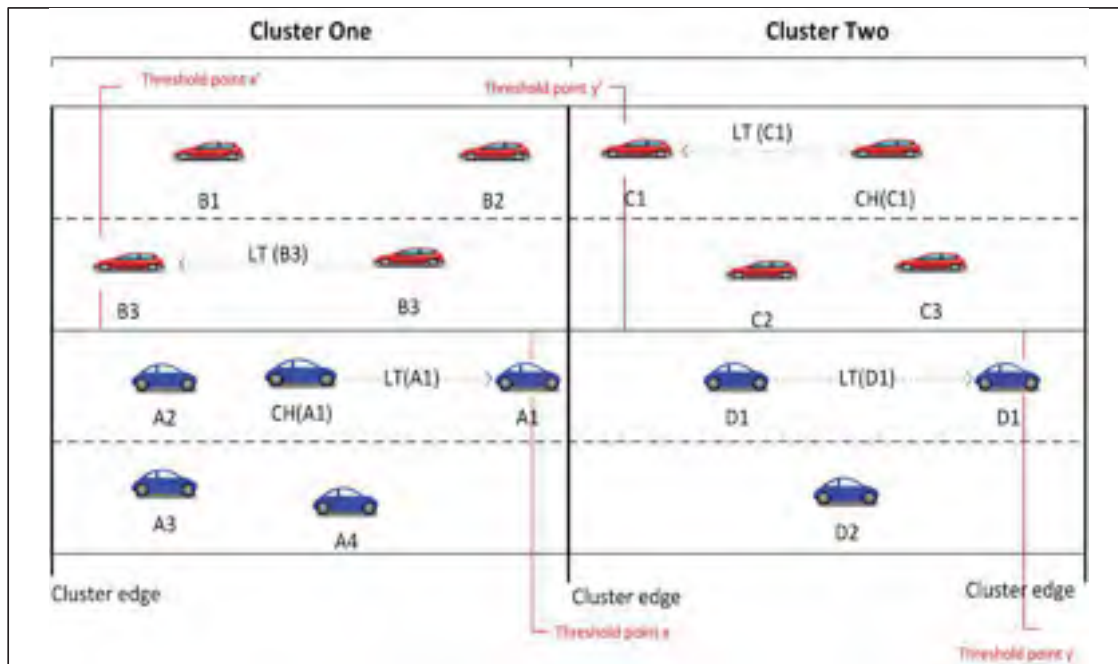 Cluster One
Cluster Two
Threshold point x'
Threshold point y'
LT (C1)
B1
B2
C1
CH(C1)
LT (B3)
B3
B3
C2
C3
LT(A1)
LT(D1)
A2
CH(A1)
A1
D1
D1
A3
A4
D2
Cluster edge
Cluster edge
Cluster edge
Threshold point x
Threshold point y